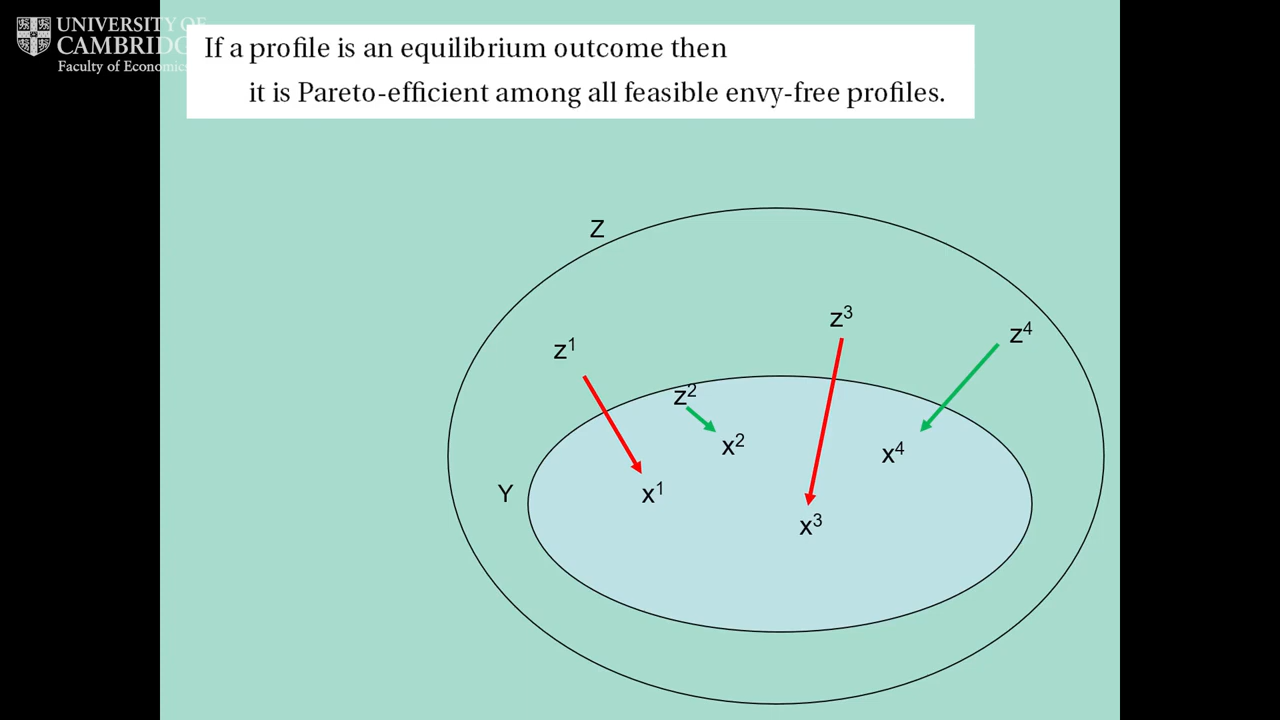 UNIVERSITY OF
CAMBRIDG
Faculty of Economics
If a profile is an equilibrium outcome then
it is Pareto-efficient among all feasible envy-free profiles.
Z
z³
z⁴
z¹
z²
x²
x⁴
Y
x¹
x³